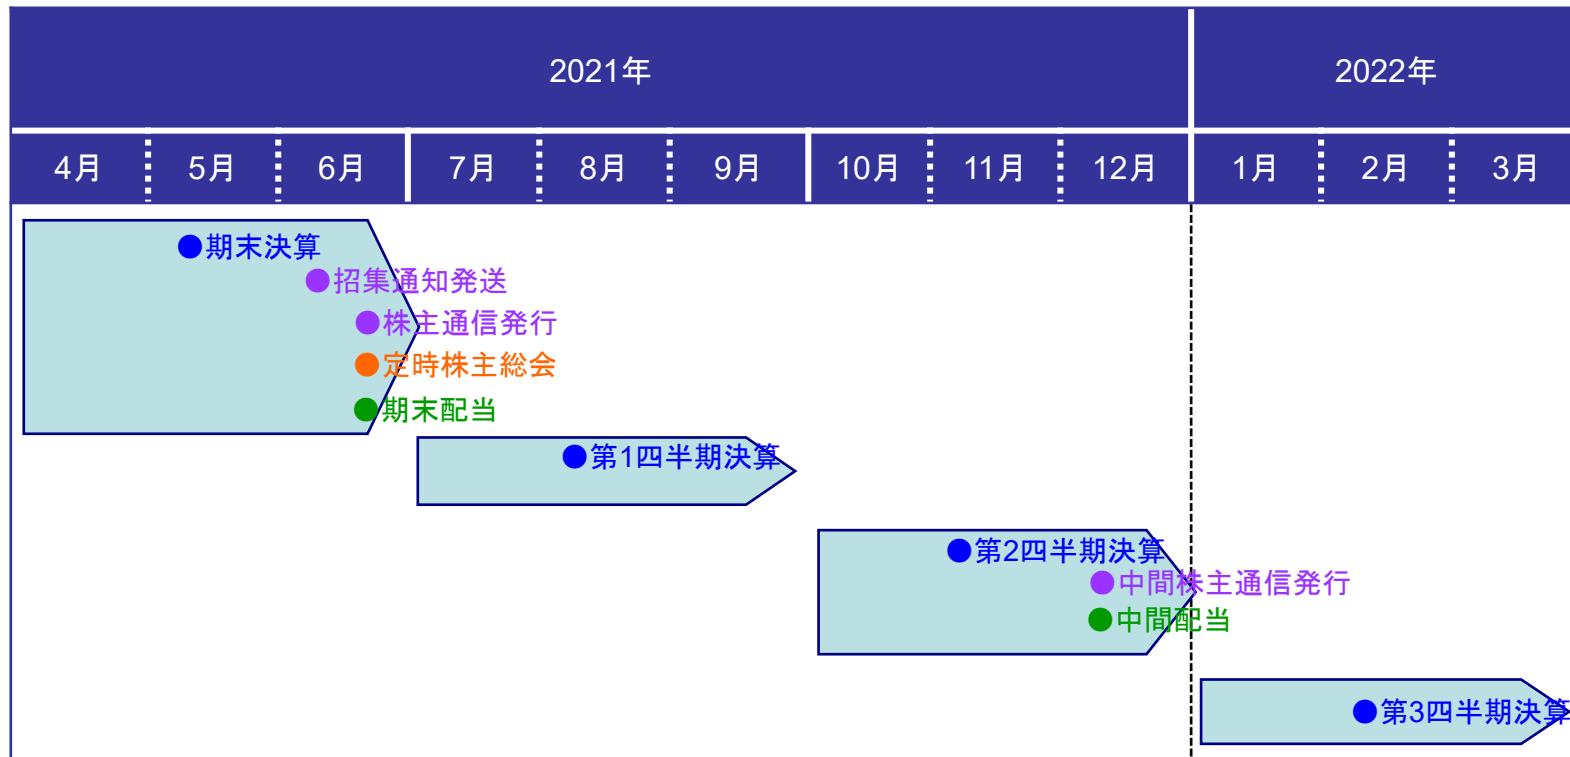 2021年
2022年
4月
5月
6月
7月
8月
9月
10月
11月
12月
1月
2月
3月
●期末決算
●招集通知発送
●株主通信発行
●定時株主総会
●期末配当
●第1四半期決算
●第2四半期決算
●中間株主通信発行
●中間配当
●第3四半期決算